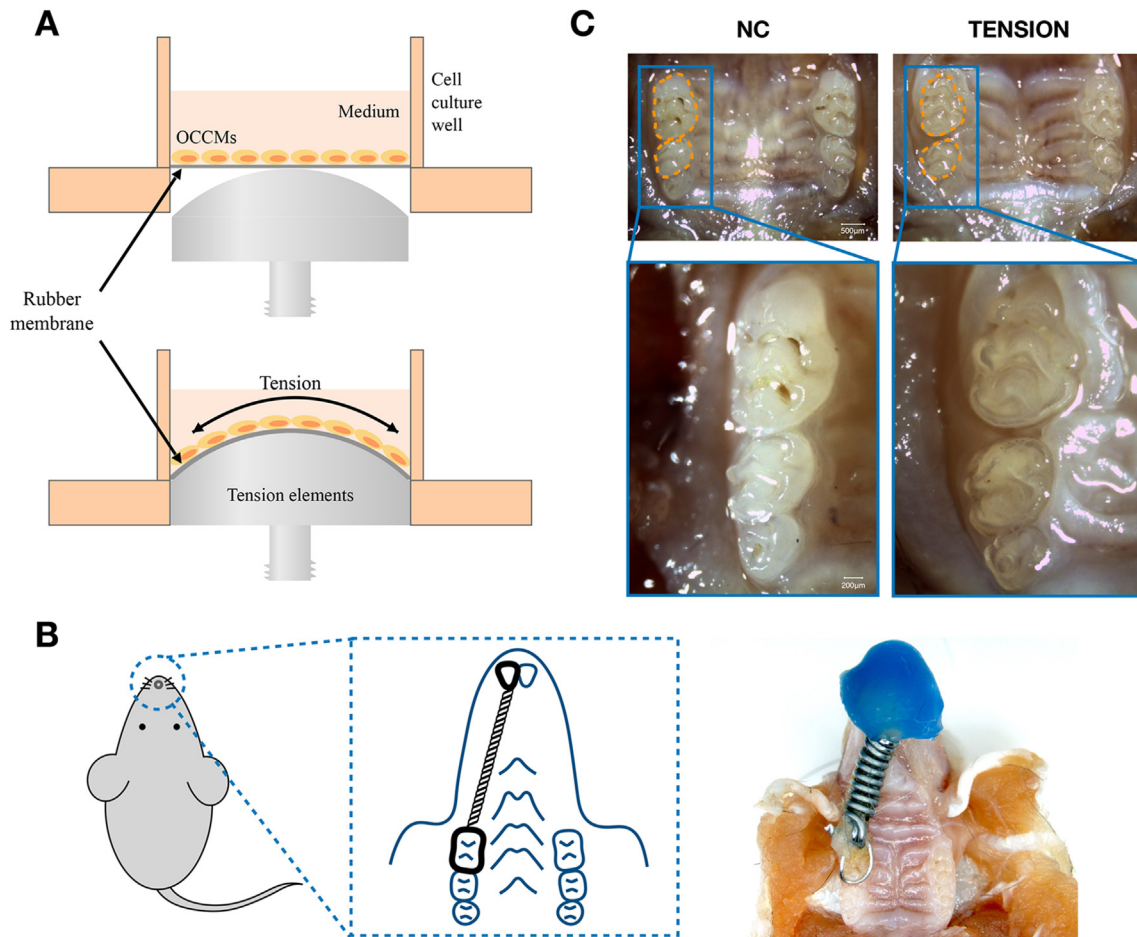 A
Cell
culture
well
Medium
OCCMs
Rubber
membrane
Tension
Tension elements
C
NC
TENSION
500μm
200μm
B